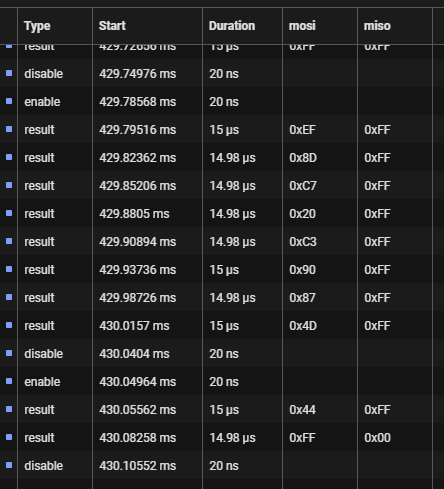 Type Start Duration mosi miso
result 429.72656 ms 15 μs 0xFF 0xFF
disable 429.74976 ms 20 ns
enable 429.78568 ms 20 ns
result 429.79516 ms 15 μs 0xEF 0xFF
result 429.82362 ms 14.98 μs 0x8D 0xFF
result 429.85206 ms 14.98 μs 0xC7 0xFF
result 429.8805 ms 14.98 μs 0x20 0xFF
result 429.90894 ms 14.98 μs 0xC3 0xFF
result 429.93736 ms 15 μs 0x90 0xFF
result 429.98726 ms 14.98 μs 0x87 0xFF
result 430.0157 ms 15 μs 0x4D 0xFF
disable 430.0404 ms 20 ns
enable 430.04964 ms 20 ns
result 430.05562 ms 15 μs 0x44 0xFF
result 430.08258 ms 14.98 μs 0xFF 0x00
disable 430.10552 ms 20 ns